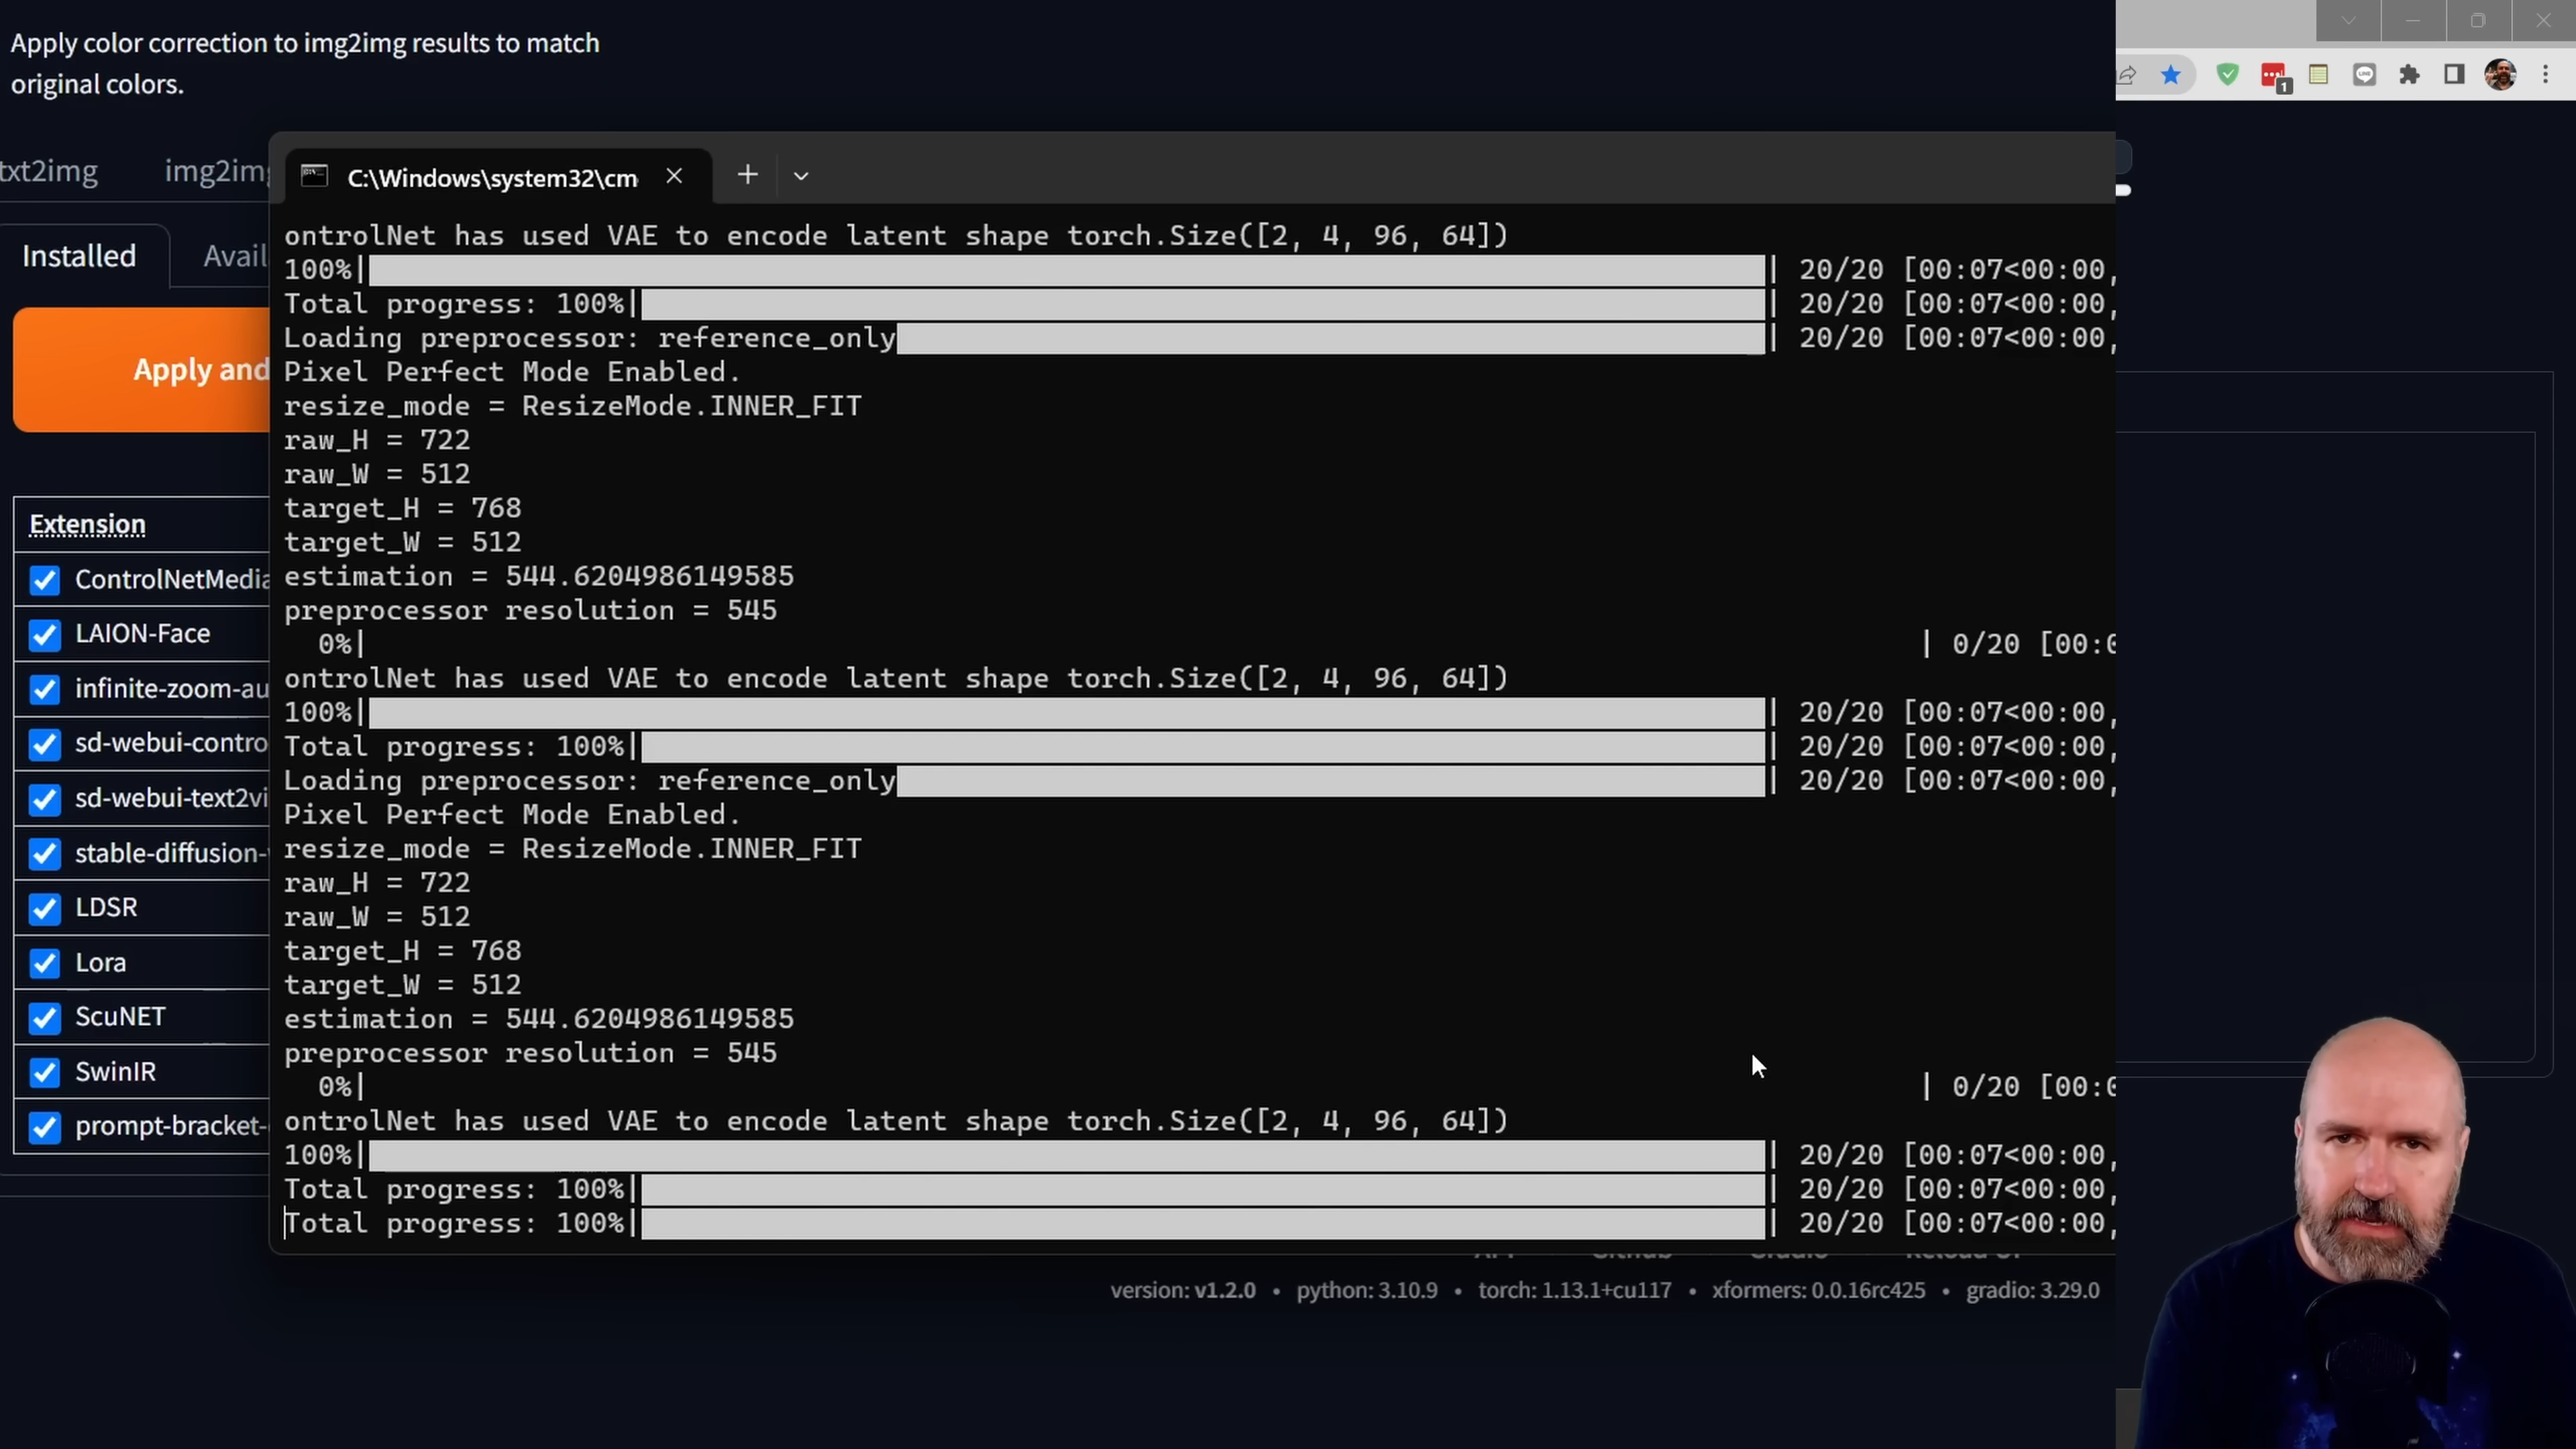 Apply color correction to img2img results to match
original colors.
1
txt2img
img2img
C:\Windows\system32\cm
Installed
Avail
Apply and
Extension
ControlNetMedia
LAION-Face
infinite-zoom-au
sd-webui-contro
sd-webui-text2vi
stable-diffusion-
LDSR
Lora
ScuNET
SwinIR
prompt-bracket-
ontrolNet has used VAE to encode latent shape torch.Size([2, 4, 96, 64])
100%| | 20/20 [00:07<00:00,
Total progress: 100%| | 20/20 [00:07<00:00,
Loading preprocessor: reference_only | 20/20 [00:07<00:00,
Pixel Perfect Mode Enabled.
resize_mode = ResizeMode.INNER_FIT
raw_H = 722
raw_W = 512
target_H = 768
target_W = 512
estimation = 544.6204986149585
preprocessor resolution = 545
0%| | 0/20 [00:0
ontrolNet has used VAE to encode latent shape torch.Size([2, 4, 96, 64])
100%| | 20/20 [00:07<00:00,
Total progress: 100%| | 20/20 [00:07<00:00,
Loading preprocessor: reference_only | 20/20 [00:07<00:00,
Pixel Perfect Mode Enabled.
resize_mode = ResizeMode.INNER_FIT
raw_H = 722
raw_W = 512
target_H = 768
target_W = 512
estimation = 544.6204986149585
preprocessor resolution = 545
0%| | 0/20 [00:0
ontrolNet has used VAE to encode latent shape torch.Size([2, 4, 96, 64])
100%| | 20/20 [00:07<00:00,
Total progress: 100%| | 20/20 [00:07<00:00,
Total progress: 100%| | 20/20 [00:07<00:00,
version: v1.2.0 • python: 3.10.9 • torch: 1.13.1+cu117 • xformers: 0.0.16rc425 • gradio: 3.29.0